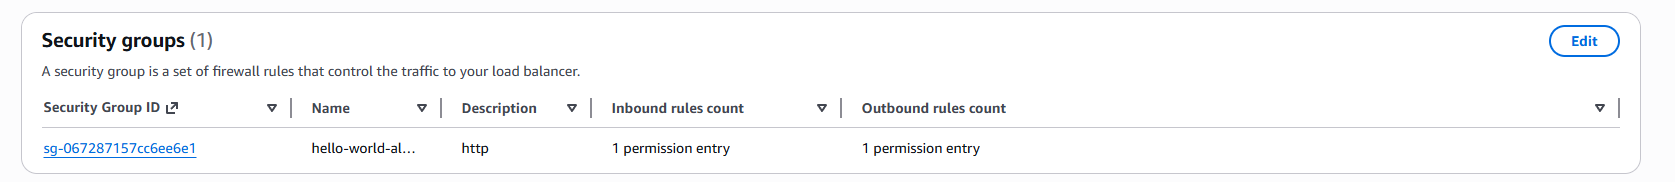 Security groups (1)
Edit
A security group is a set of firewall rules that control the traffic to your load balancer.
Security Group ID Name Description Inbound rules count Outbound rules count
sg-067287157cc6ee6e1 hello-world-al... http 1 permission entry 1 permission entry